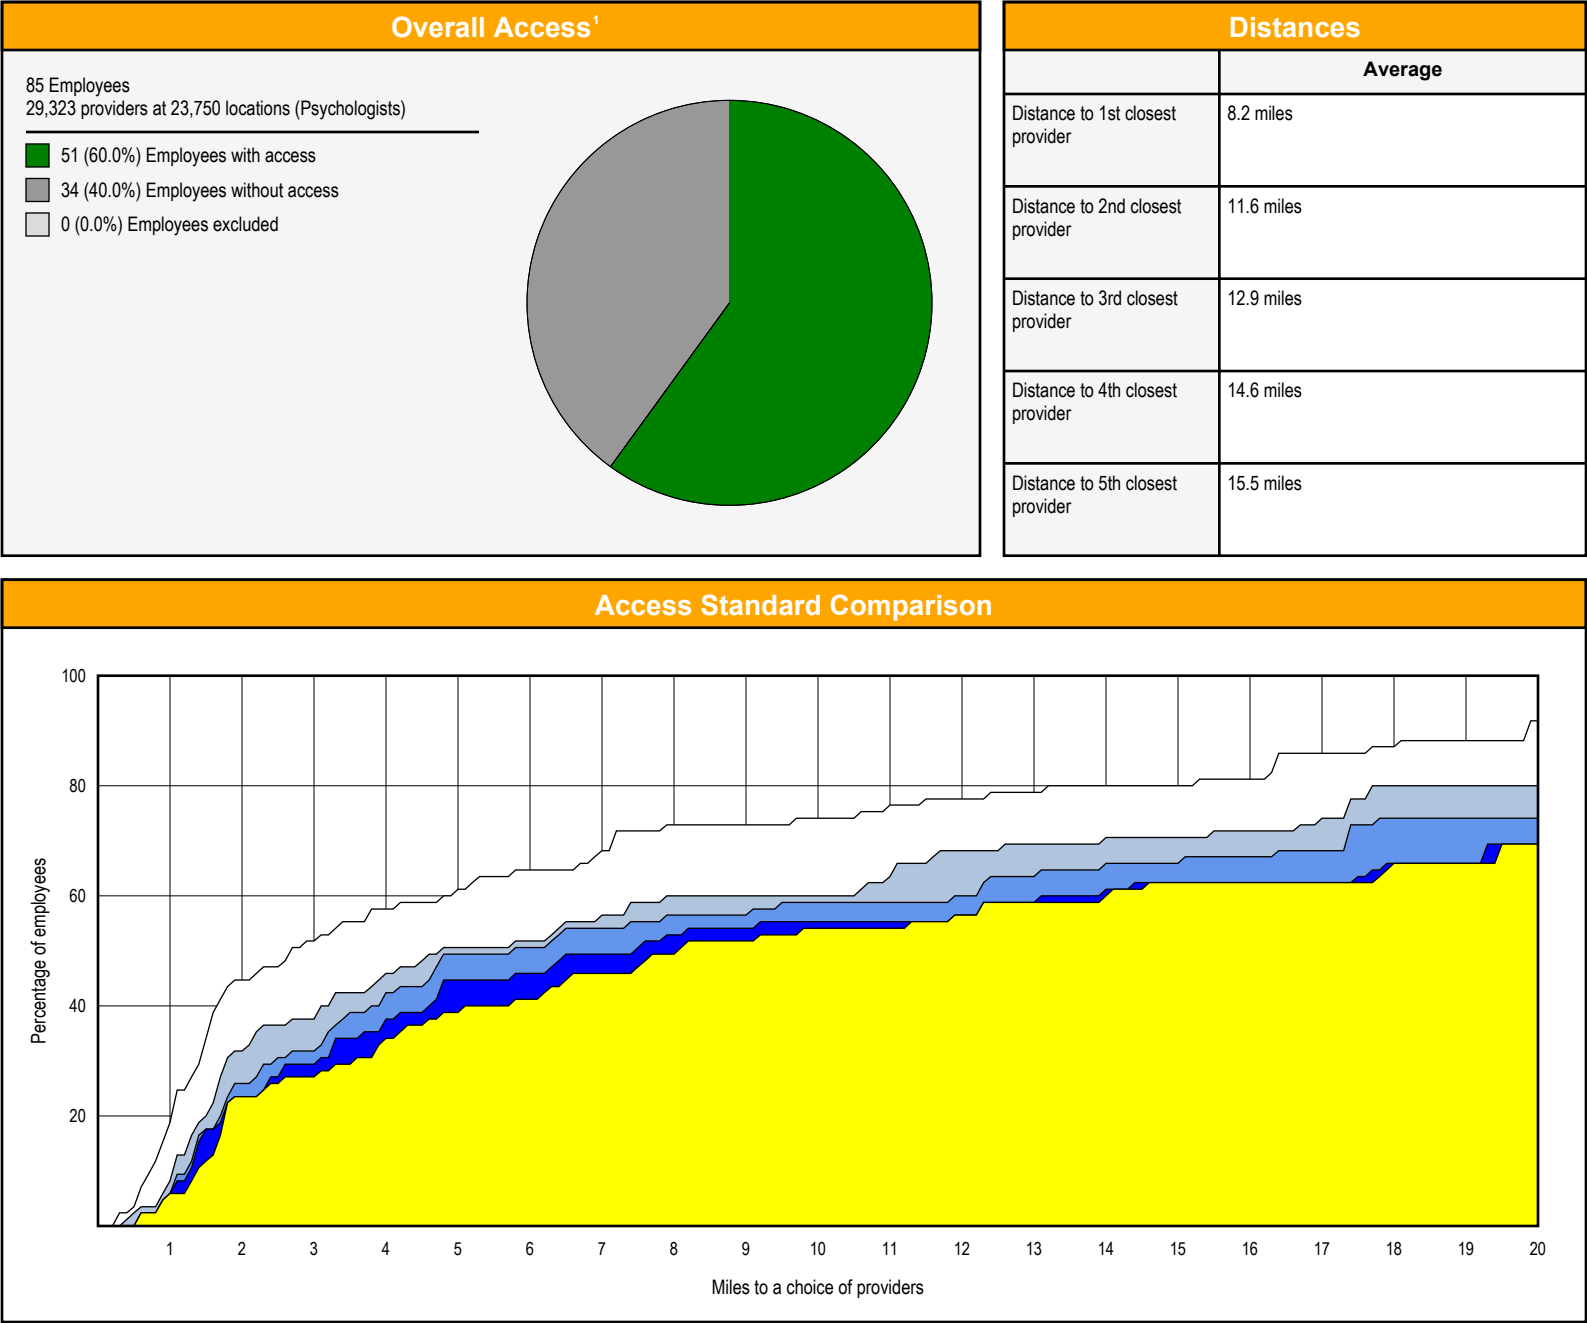 Overall Access¹
85 Employees
29,323 providers at 23,750 locations (Psychologists)
51 (60.0%) Employees with access
34 (40.0%) Employees without access
0 (0.0%) Employees excluded
Distances
Average
Distance to 1st closest
provider
8.2 miles
Distance to 2nd closest
provider
11.6 miles
Distance to 3rd closest
provider
12.9 miles
Distance to 4th closest
provider
14.6 miles
Distance to 5th closest
provider
15.5 miles
Access Standard Comparison
Percentage of employees
100
80
60
40
20
1 2 3 4 5 6 7 8 9 10 11 12 13 14 15 16 17 18 19 20
Miles to a choice of providers